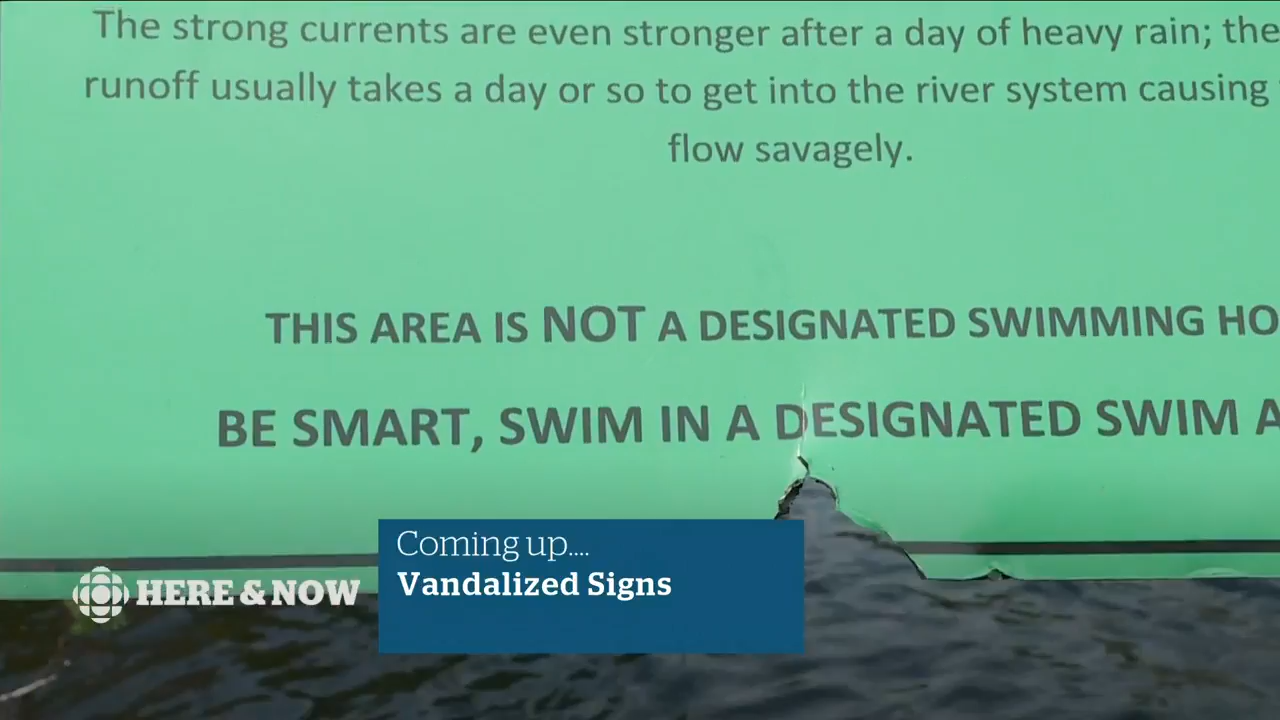 The strong currents are even stronger after a day of heavy rain; the
runoff usually takes a day or so to get into the river system causing
flow savagely.
THIS AREA IS NOT A DESIGNATED SWIMMING HO
BE SMART, SWIM IN A DESIGNATED SWIM A
Coming up....
Vandalized Signs
HERE & NOW